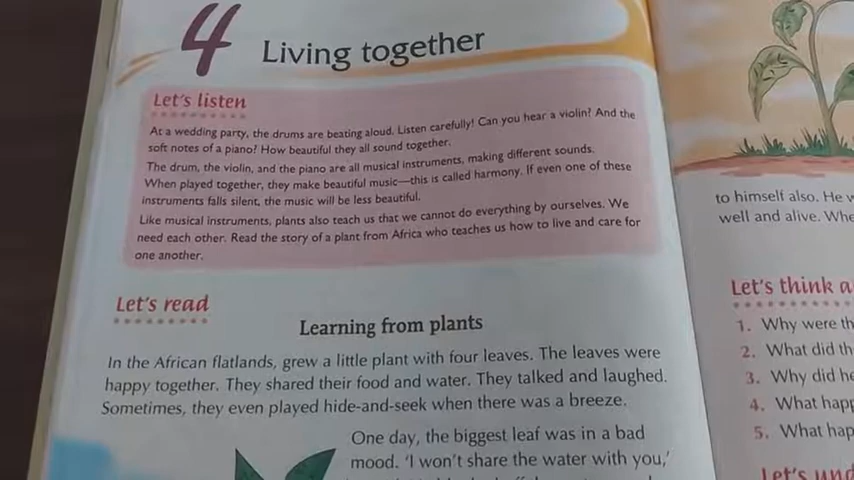 4 Living together
Let's listen
At a wedding party, the drums are beating aloud. Listen carefully! Can you hear a violin? And the
soft notes of a piano? How beautiful they all sound together.
The drum, the violin, and the piano are all musical instruments, making different sounds.
When played together, they make beautiful music—this is called harmony. If even one of these
instruments falls silent, the music will be less beautiful.
Like musical instruments, plants also teach us that we cannot do everything by ourselves. We
need each other. Read the story of a plant from Africa who teaches us how to live and care for
one another.
Let's read
Learning from plants
In the African flatlands, grew a little plant with four leaves. The leaves were
happy together. They shared their food and water. They talked and laughed.
Sometimes, they even played hide-and-seek when there was a breeze.
One day, the biggest leaf was in a bad
mood. 'I won't share the water with you,'
to himself also. He
well and alive.
Let's think
1. Why were
2. What did
3. Why did
4. What
5. What
Let's